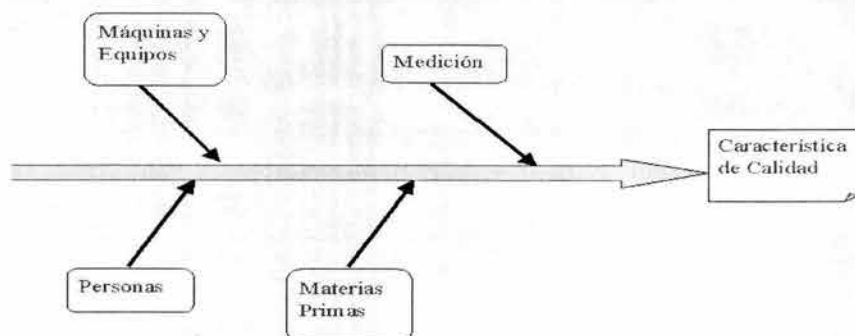 Máquinas y
Equipos
Medición
Característica
de Calidad
Personas
Materias
Primas